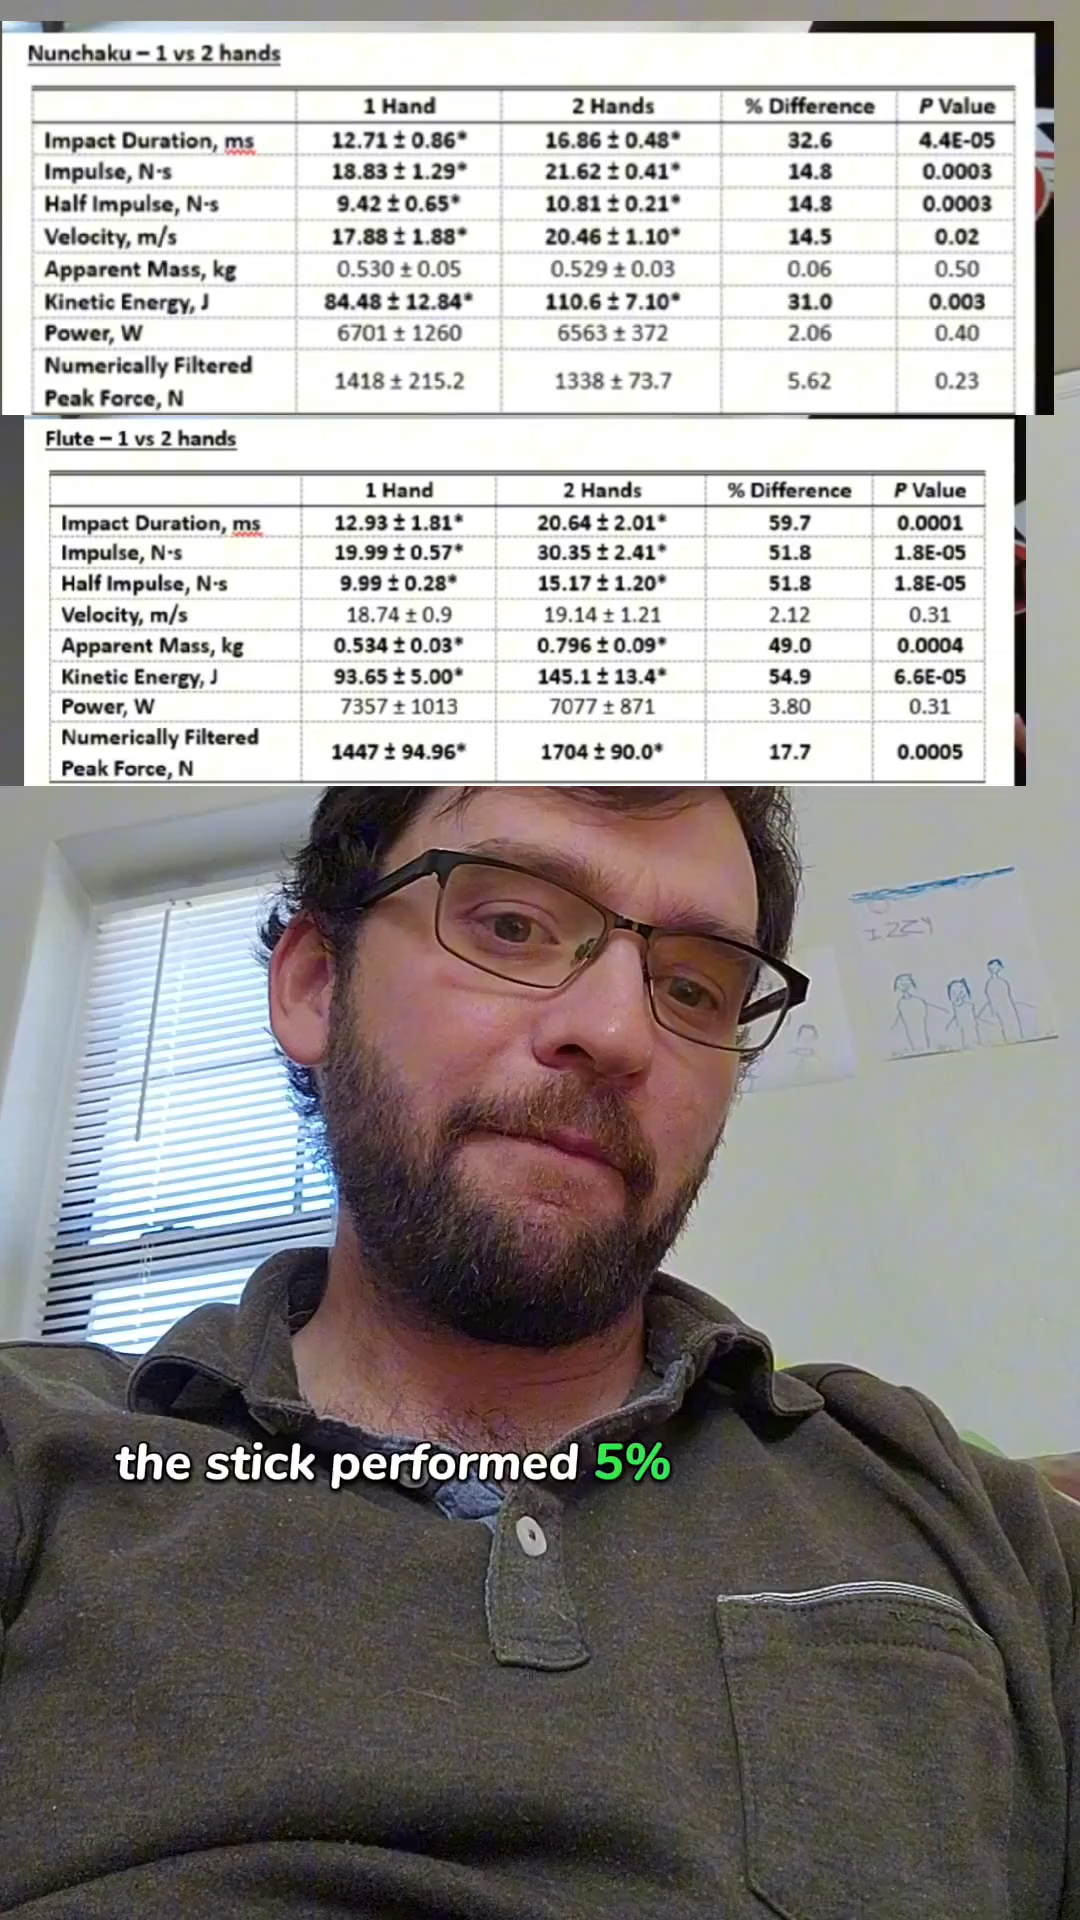 Nunchaku – 1 vs 2 hands
1 Hand 2 Hands % Difference P Value
Impact Duration, ms 12.71 ± 0.86* 16.86 ± 0.48* 32.6 4.4E-05
Impulse, N·s 18.83 ± 1.29* 21.62 ± 0.41* 14.8 0.0003
Half Impulse, N·s 9.42 ± 0.65* 10.81 ± 0.21* 14.8 0.0003
Velocity, m/s 17.88 ± 1.88* 20.46 ± 1.10* 14.5 0.02
Apparent Mass, kg 0.530 ± 0.05 0.529 ± 0.03 0.06 0.50
Kinetic Energy, J 84.48 ± 12.84* 110.6 ± 7.10* 31.0 0.003
Power, W 6701 ± 1260 6563 ± 372 2.06 0.40
Numerically Filtered
Peak Force, N 1418 ± 215.2 1338 ± 73.7 5.62 0.23
Flute – 1 vs 2 hands
1 Hand 2 Hands % Difference P Value
Impact Duration, ms 12.93 ± 1.81* 20.64 ± 2.01* 59.7 0.0001
Impulse, N·s 19.99 ± 0.57* 30.35 ± 2.41* 51.8 1.8E-05
Half Impulse, N·s 9.99 ± 0.28* 15.17 ± 1.20* 51.8 1.8E-05
Velocity, m/s 18.74 ± 0.9 19.14 ± 1.21 2.12 0.31
Apparent Mass, kg 0.534 ± 0.03* 0.796 ± 0.09* 49.0 0.0004
Kinetic Energy, J 93.65 ± 5.00* 145.1 ± 13.4* 54.9 6.6E-05
Power, W 7357 ± 1013 7077 ± 871 3.80 0.31
Numerically Filtered
Peak Force, N 1447 ± 94.96* 1704 ± 90.0* 17.7 0.0005
IZZY
the stick performed 5%